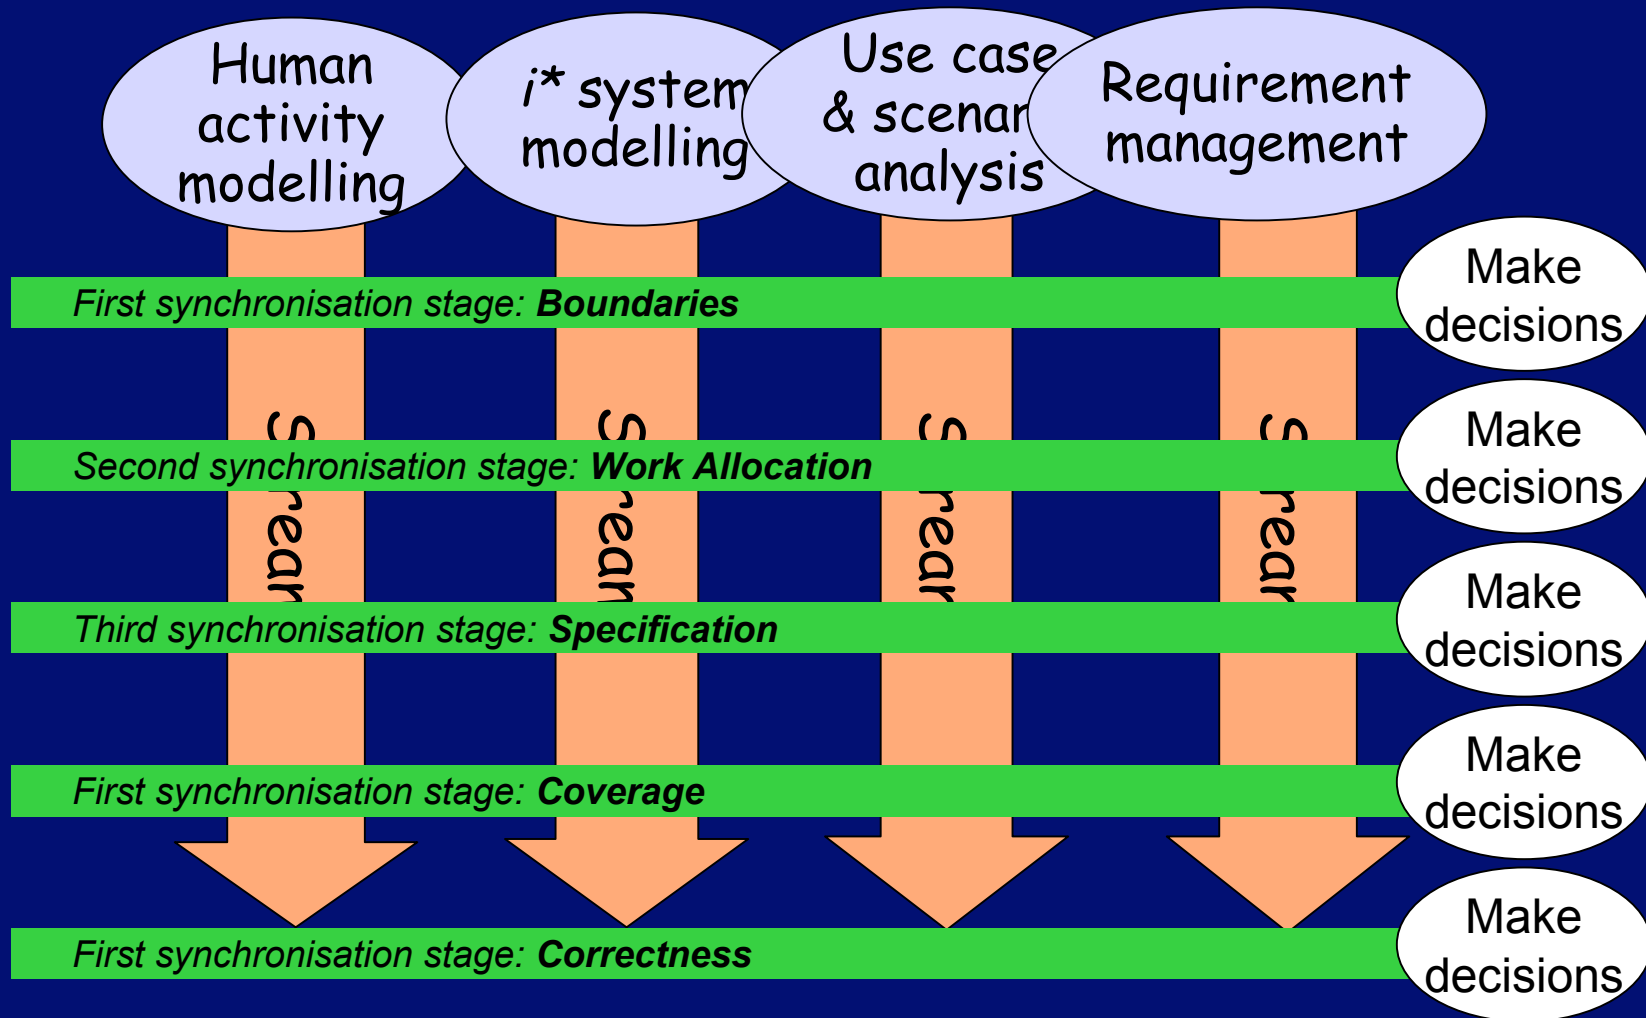 Human
activity
modelling
i* system
modelling
Use case
& scenar
analysis
Requirement
management
Make
decisions
First synchronisation stage: Boundaries
Make
decisions
Second synchronisation stage: Work Allocation
Make
decisions
Third synchronisation stage: Specification
Make
decisions
First synchronisation stage: Coverage
Make
decisions
First synchronisation stage: Correctness